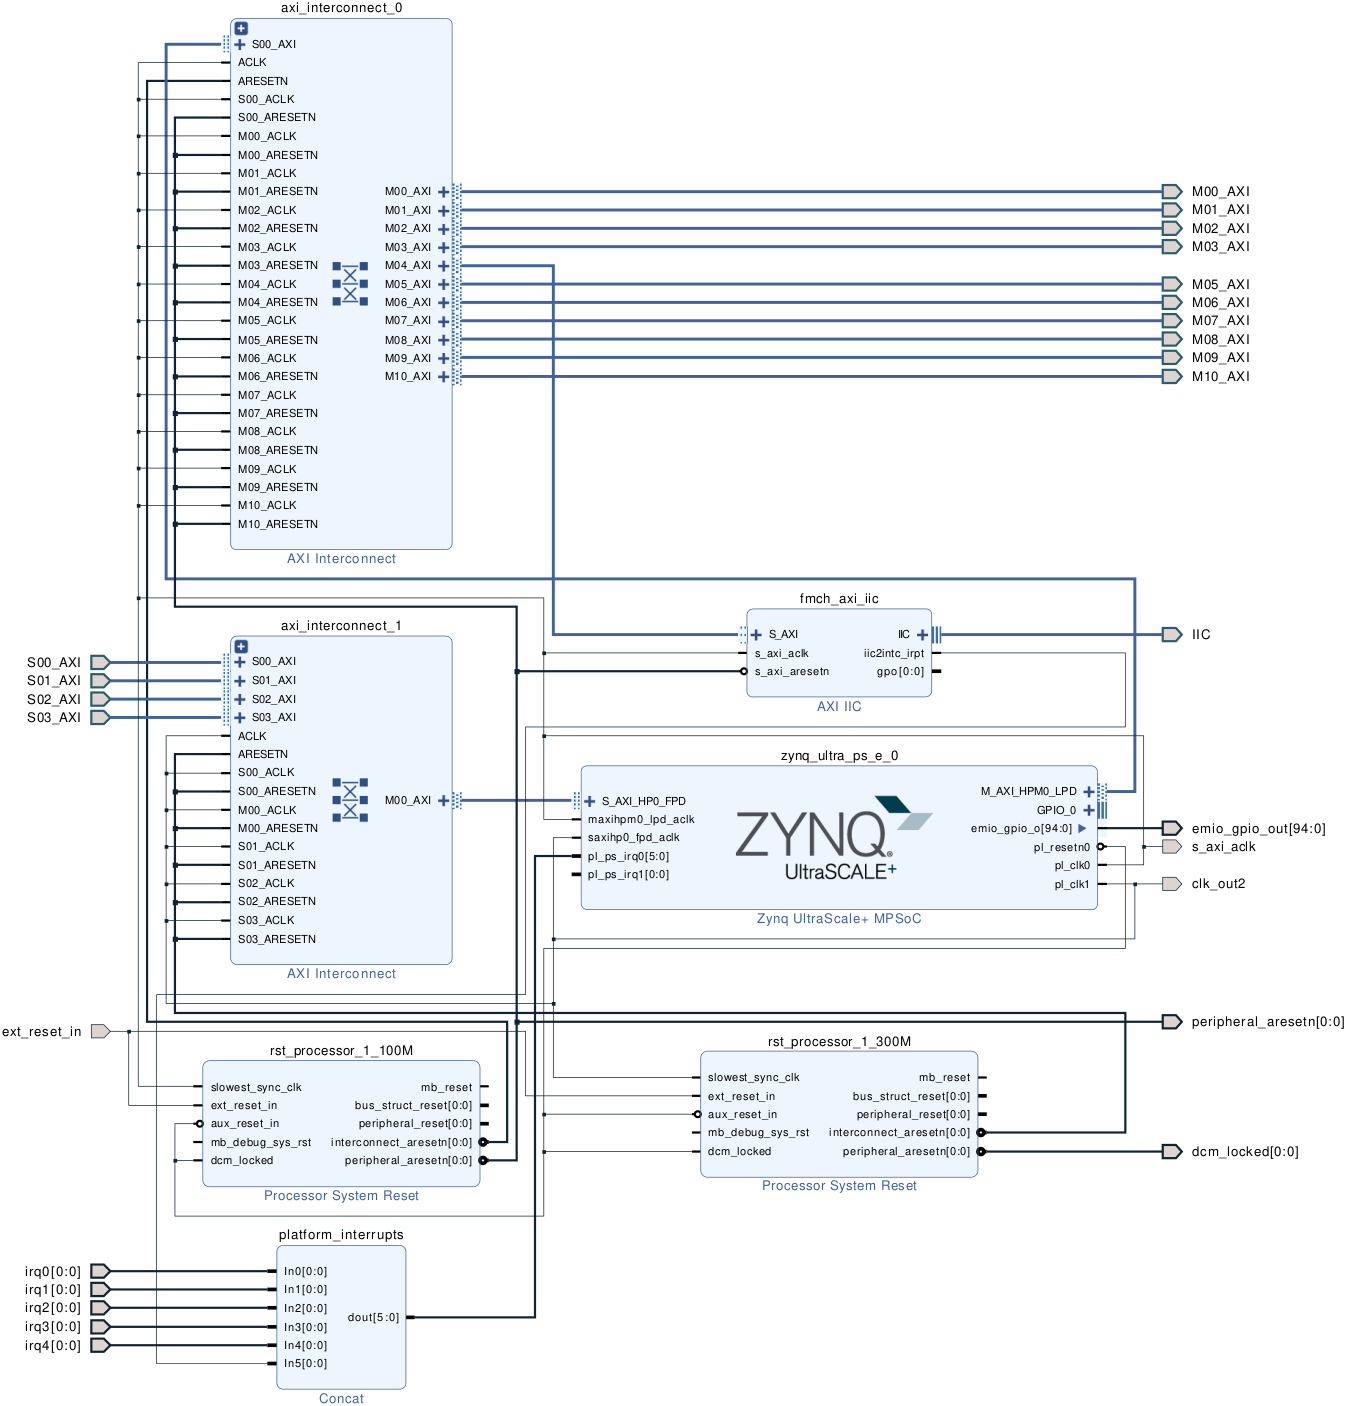 axi_interconnect_0
S00_AXI
ACLK
ARESETN
S00_ACLK
S00_ARESETN
M00_ACLK
M00_ARESETN
M01_ACLK
M01_ARESETN
M02_ACLK
M02_ARESETN
M03_ACLK
M03_ARESETN
M04_ACLK
M04_ARESETN
M05_ACLK
M05_ARESETN
M06_ACLK
M06_ARESETN
M07_ACLK
M07_ARESETN
M08_ACLK
M08_ARESETN
M09_ACLK
M09_ARESETN
M10_ACLK
M10_ARESETN
M00_AXI
M01_AXI
M02_AXI
M03_AXI
M04_AXI
M05_AXI
M06_AXI
M07_AXI
M08_AXI
M09_AXI
M10_AXI
AXI Interconnect
M00_AXI
M01_AXI
M02_AXI
M03_AXI
M05_AXI
M06_AXI
M07_AXI
M08_AXI
M09_AXI
M10_AXI
fmch_axi_iic
S_AXI
s_axi_aclk
s_axi_aresetn
IIC
iic2intc_irpt
gpo[0:0]
AXI IIC
IIC
S00_AXI
S01_AXI
S02_AXI
S03_AXI
axi_interconnect_1
S00_AXI
S01_AXI
S02_AXI
S03_AXI
ACLK
ARESETN
S00_ACLK
S00_ARESETN
M00_ACLK
M00_ARESETN
S01_ACLK
S01_ARESETN
S02_ACLK
S02_ARESETN
S03_ACLK
S03_ARESETN
M00_AXI
AXI Interconnect
zynq_ultra_ps_e_0
S_AXI_HP0_FPD
maxihpm0_lpd_aclk
saxihp0_fpd_aclk
pl_ps_irq0[5:0]
pl_ps_irq1[0:0]
ZYNQ
UltraSCALE+
M_AXI_HPM0_LPD
GPIO_0
emio_gpio_o[94:0]
pl_resetn0
pl_clk0
pl_clk1
Zynq UltraScale+ MPSoC
emio_gpio_out[94:0]
s_axi_aclk
clk_out2
ext_reset_in
peripheral_aresetn[0:0]
rst_processor_1_100M
slowest_sync_clk
ext_reset_in
aux_reset_in
mb_debug_sys_rst
dcm_locked
mb_reset
bus_struct_reset[0:0]
peripheral_reset[0:0]
interconnect_aresetn[0:0]
peripheral_aresetn[0:0]
Processor System Reset
rst_processor_1_300M
slowest_sync_clk
ext_reset_in
aux_reset_in
mb_debug_sys_rst
dcm_locked
mb_reset
bus_struct_reset[0:0]
peripheral_reset[0:0]
interconnect_aresetn[0:0]
peripheral_aresetn[0:0]
Processor System Reset
dcm_locked[0:0]
platform_interrupts
irq0[0:0]
irq1[0:0]
irq2[0:0]
irq3[0:0]
irq4[0:0]
In0[0:0]
In1[0:0]
In2[0:0]
In3[0:0]
In4[0:0]
In5[0:0]
dout[5:0]
Concat